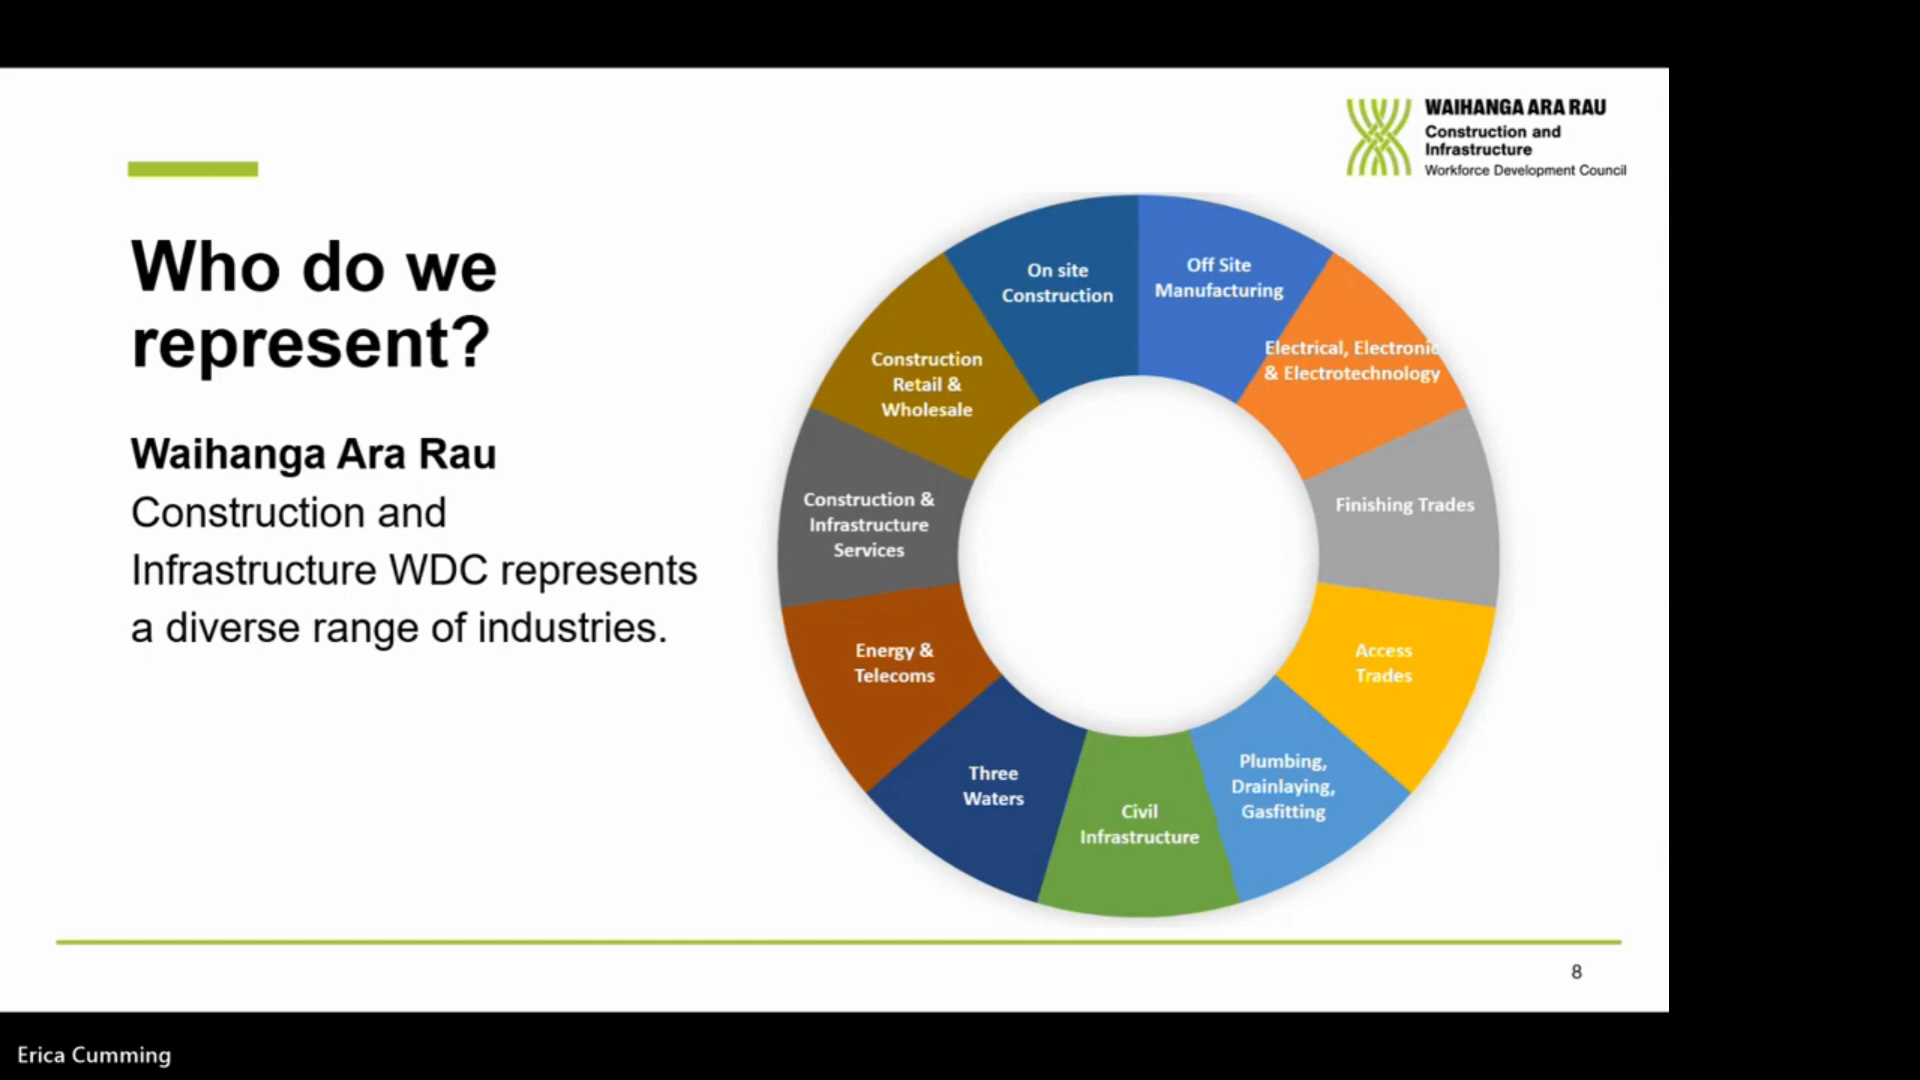 WAIHANGA ARA RAU
Construction and
Infrastructure
Workforce Development Council
Who do we
represent?
Waihanga Ara Rau
Construction and
Infrastructure WDC represents
a diverse range of industries.
On site
Construction
Off Site
Manufacturing
Electrical, Electronic
& Electrotechnology
Finishing Trades
Access
Trades
Plumbing,
Drainlaying,
Gasfitting
Civil
Infrastructure
Three
Waters
Energy &
Telecoms
Construction &
Infrastructure
Services
Construction
Retail &
Wholesale
8
Erica Cumming